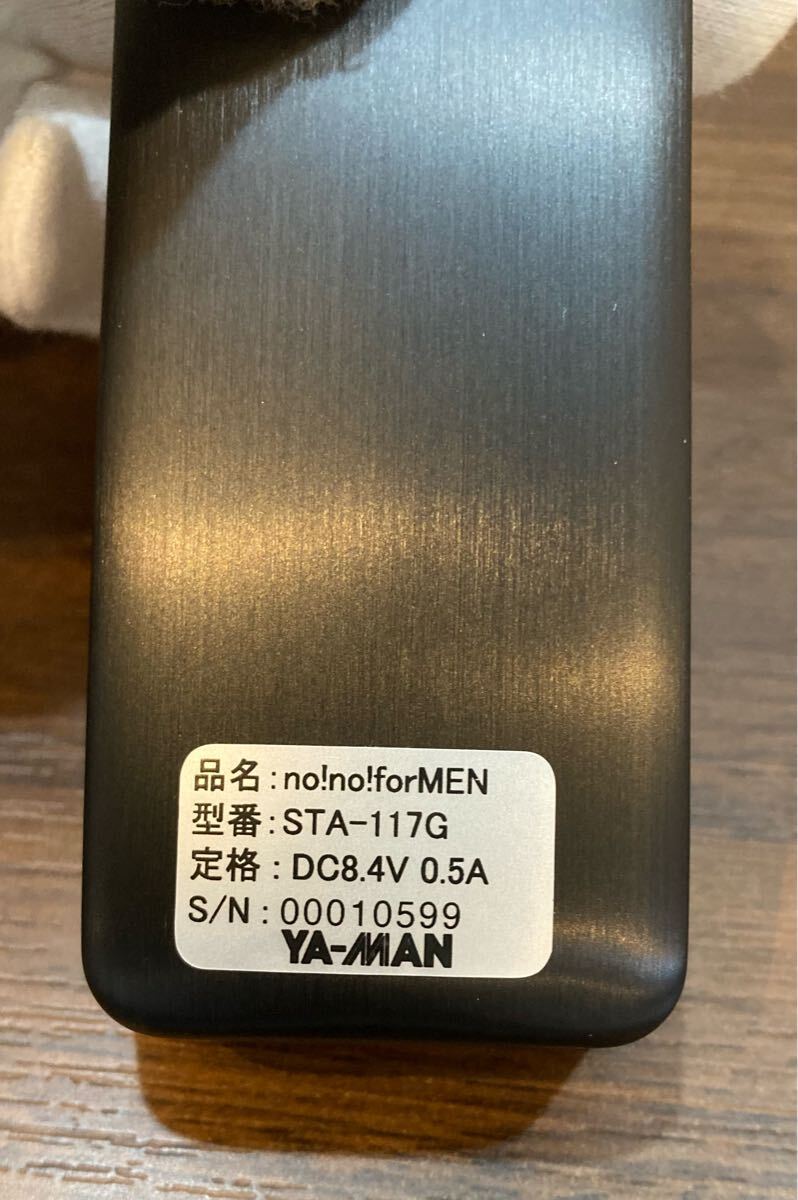 品名:no!no!forMEN
型番:STA-117G
定格:DC8.4V 0.5A
S/N:00010599
YA-MAN